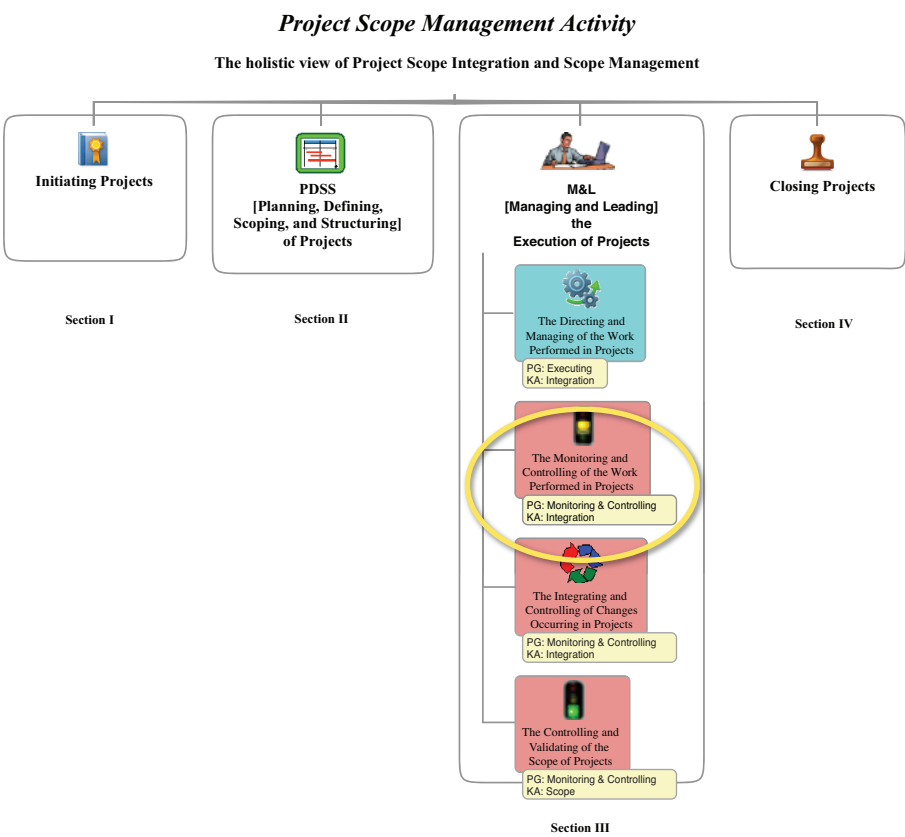 Project Scope Management Activity
The holistic view of Project Scope Integration and Scope Management
Initiating Projects
Section I
PDSS
[Planning, Defining,
Scoping, and Structuring]
of Projects
Section II
M&L
[Managing and Leading]
the
Execution of Projects
The Directing and
Managing of the Work
Performed in Projects
PG: Executing
KA: Integration
The Monitoring and
Controlling of the Work
Performed in Projects
PG: Monitoring & Controlling
KA: Integration
The Integrating and
Controlling of Changes
Occurring in Projects
PG: Monitoring & Controlling
KA: Integration
The Controlling and
Validating of the
Scope of Projects
PG: Monitoring & Controlling
KA: Scope
Section III
Closing Projects
Section IV